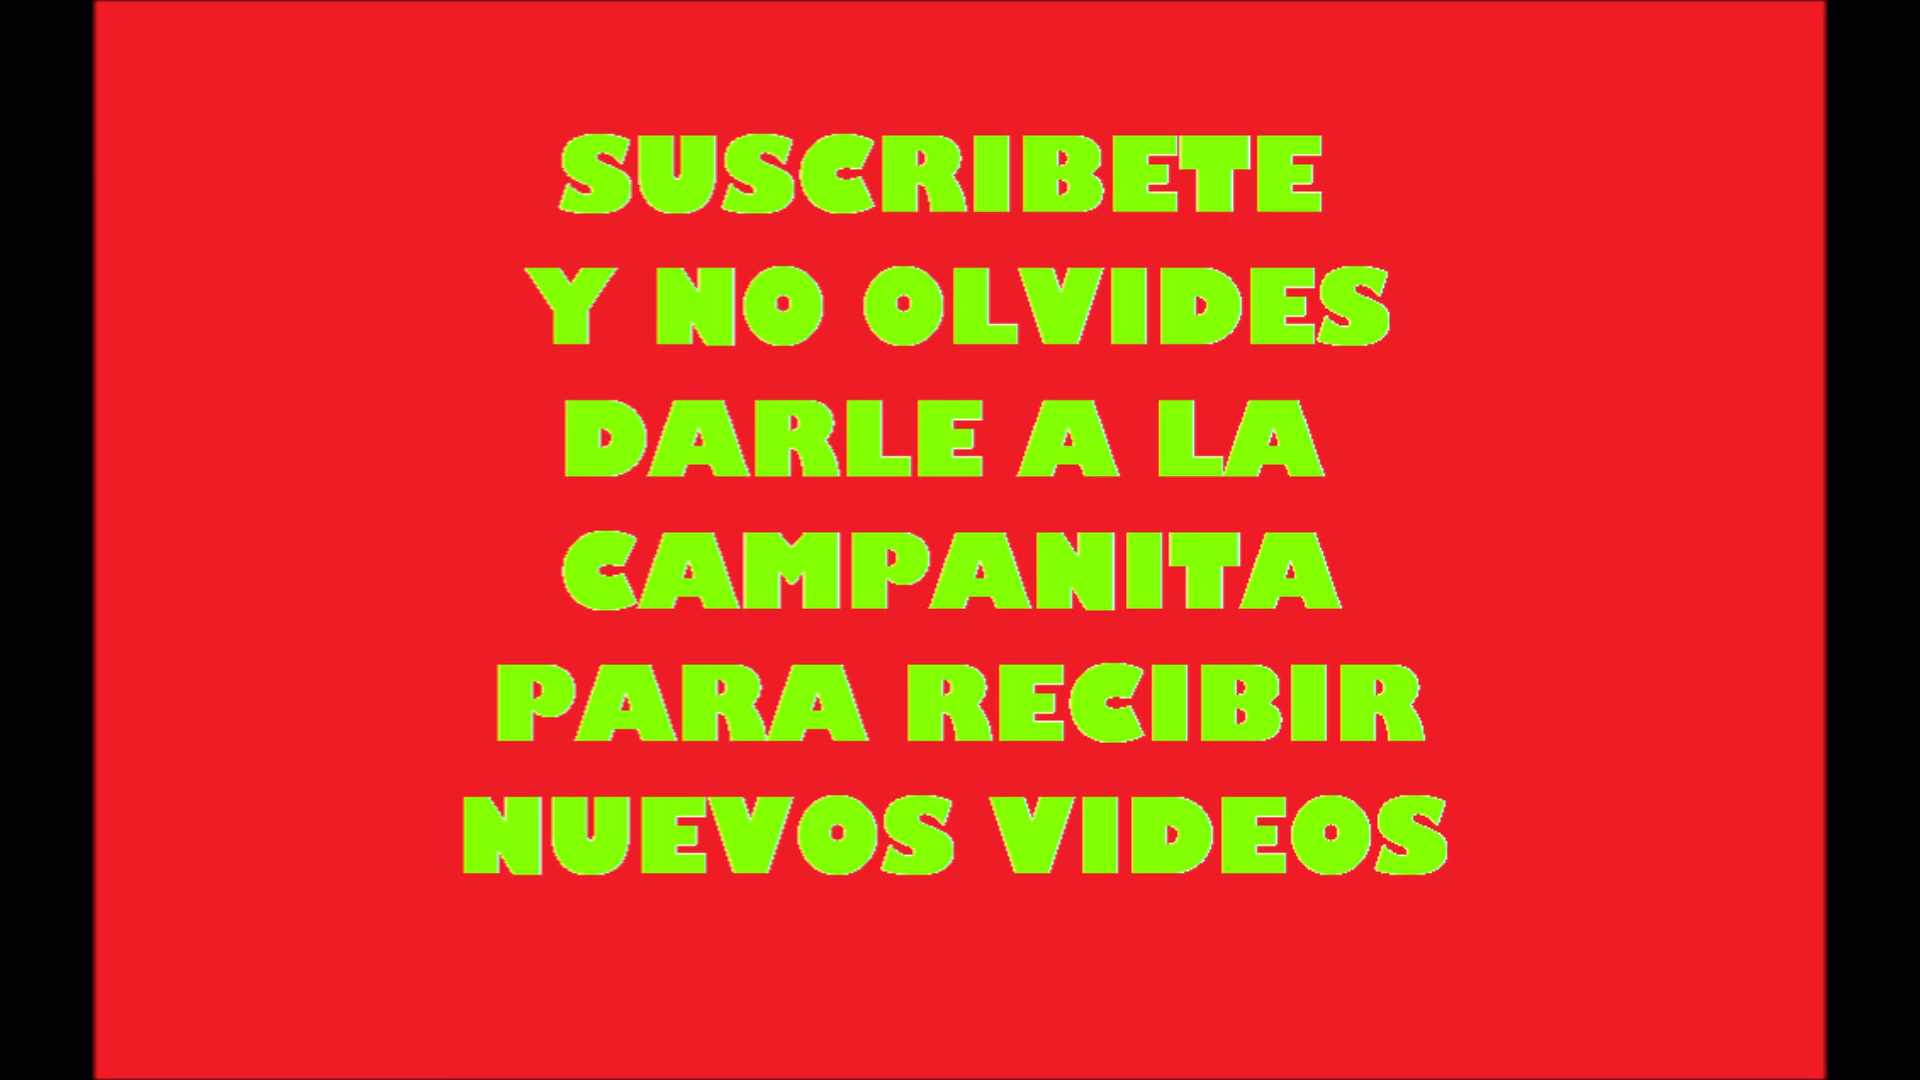 SUSCRIBETE
Y NO OLVIDES
DARLE A LA
CAMPANITA
PARA RECIBIR
NUEVOS VIDEOS